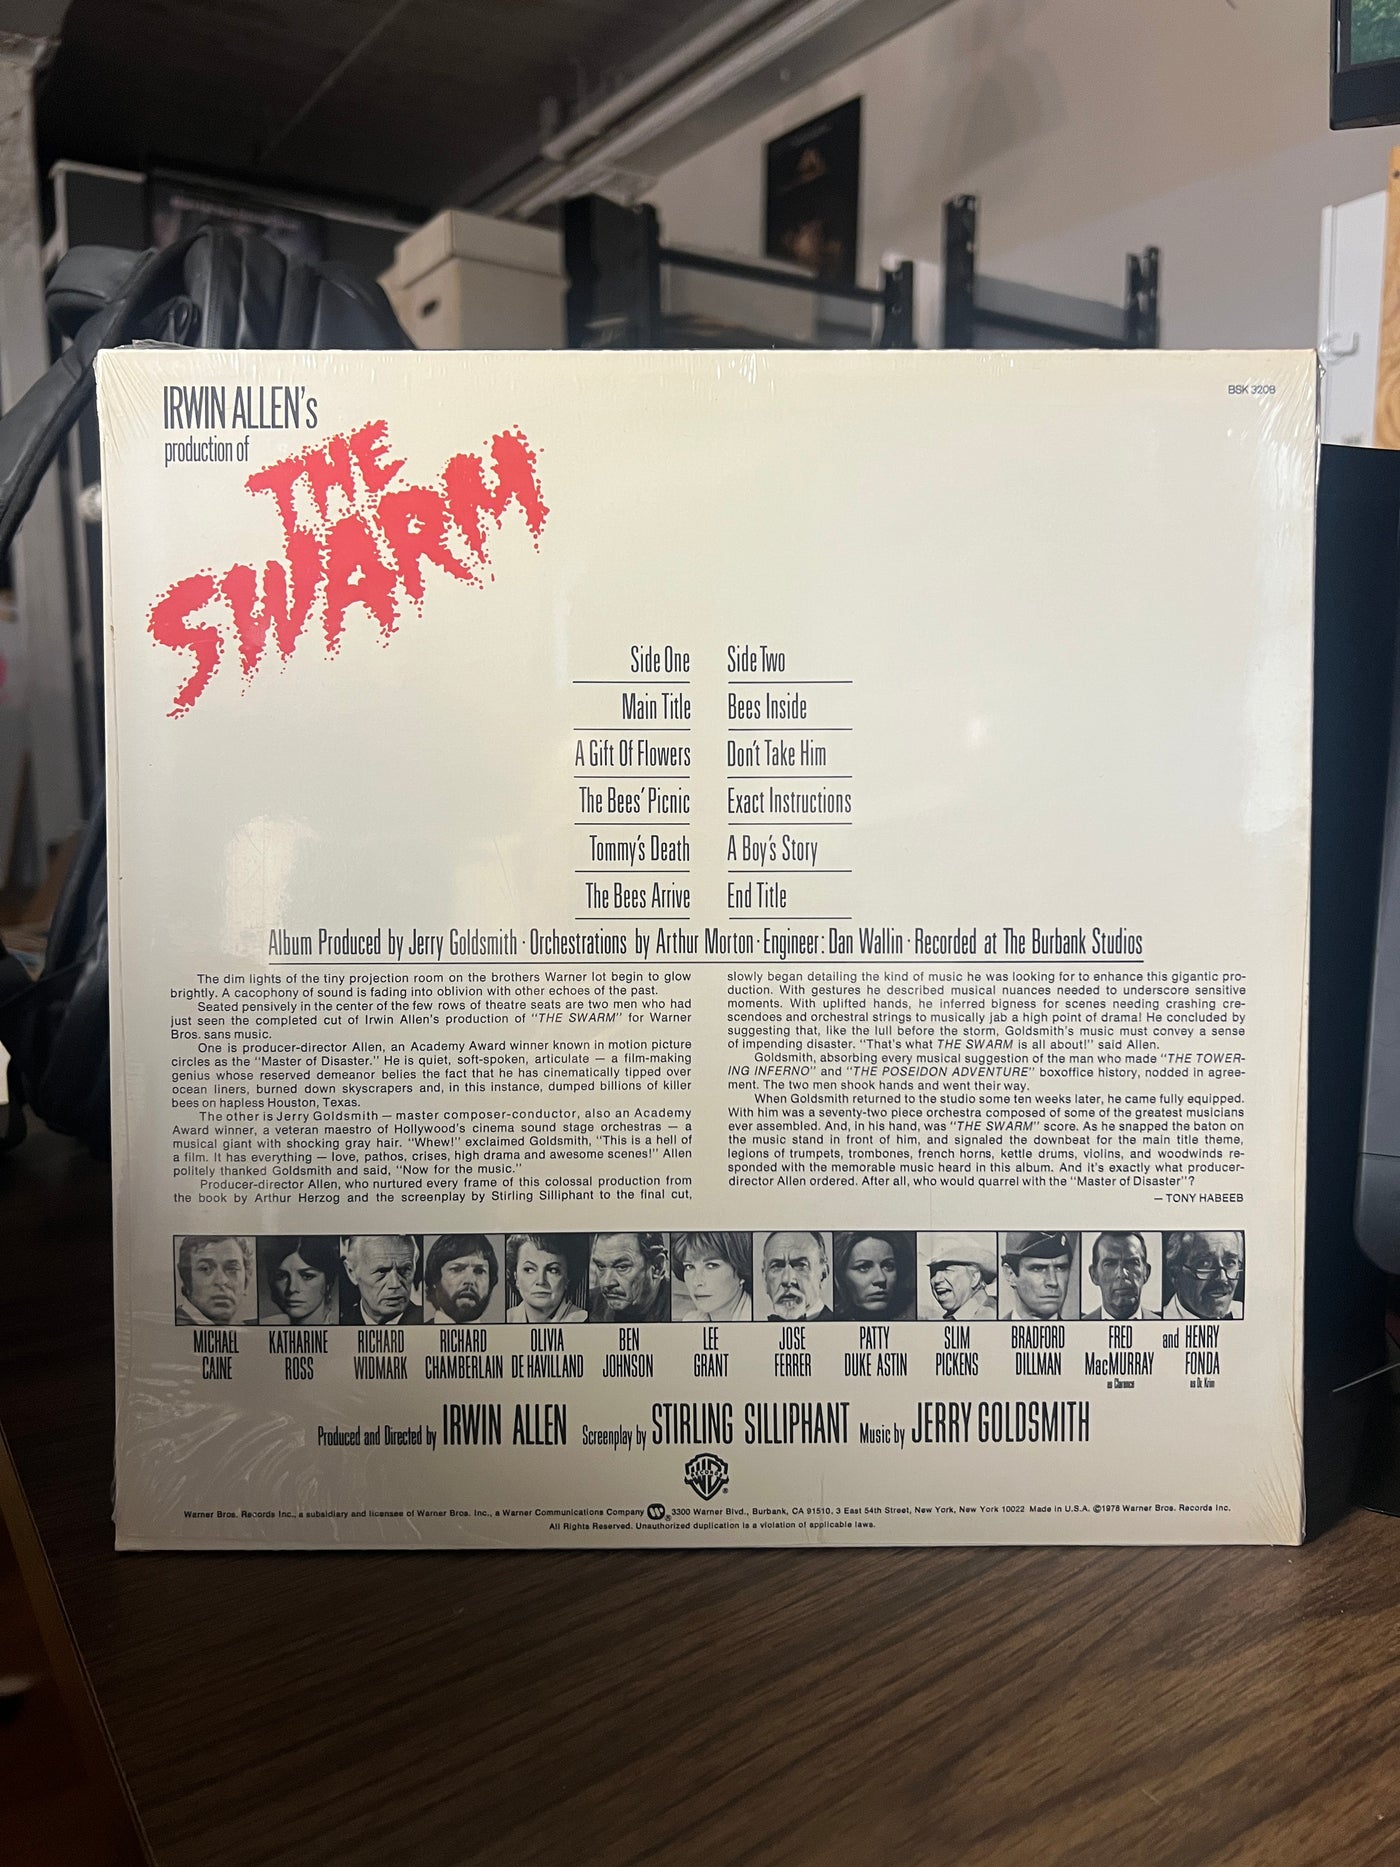 IRWIN ALLEN's
production of
THE
SWARM
BSK 3208
Side One
Main Title
A Gift Of Flowers
The Bees' Picnic
Tommy's Death
The Bees Arrive
Side Two
Bees Inside
Don't Take Him
Exact Instructions
A Boy's Story
End Title
Album Produced by Jerry Goldsmith · Orchestrations by Arthur Morton · Engineer: Dan Wallin · Recorded at The Burbank Studios
The dim lights of the tiny projection room on the brothers Warner lot begin to glow
brightly. A cacophony of sound is fading into oblivion with other echoes of the past.
Seated pensively in the center of the few rows of theatre seats are two men who had
just seen the completed cut of Irwin Allen's production of "THE SWARM" for Warner
Bros. sans music.
One is producer-director Allen, an Academy Award winner known in motion picture
circles as the "Master of Disaster." He is quiet, soft-spoken, articulate — a film-making
genius whose reserved demeanor belies the fact that he has cinematically tipped over
ocean liners, burned down skyscrapers and, in this instance, dumped billions of killer
bees on hapless Houston, Texas.
The other is Jerry Goldsmith — master composer-conductor, also an Academy
Award winner, a veteran maestro of Hollywood's cinema sound stage orchestras — a
musical giant with shocking gray hair. "Whew!" exclaimed Goldsmith, "This is a hell of
a film. It has everything — love, pathos, crises, high drama and awesome scenes!" Allen
politely thanked Goldsmith and said, "Now for the music."
Producer-director Allen, who nurtured every frame of this colossal production from
the book by Arthur Herzog and the screenplay by Stirling Silliphant to the final cut,
slowly began detailing the kind of music he was looking for to enhance this gigantic pro-
duction. With gestures he described musical nuances needed to underscore sensitive
moments. With uplifted hands, he inferred bigness for scenes needing crashing cre-
scendoes and orchestral strings to musically jab a high point of drama! He concluded by
suggesting that, like the lull before the storm, Goldsmith's music must convey a sense
of impending disaster. "That's what THE SWARM is all about!" said Allen.
Goldsmith, absorbing every musical suggestion of the man who made "THE TOWER-
ING INFERNO" and "THE POSEIDON ADVENTURE" boxoffice history, nodded in agree-
ment. The two men shook hands and went their way.
When Goldsmith returned to the studio some ten weeks later, he came fully equipped.
With him was a seventy-two piece orchestra composed of some of the greatest musicians
ever assembled. And, in his hand, was "THE SWARM" score. As he snapped the baton on
the music stand in front of him, and signaled the downbeat for the main title theme,
legions of trumpets, trombones, french horns, kettle drums, violins, and woodwinds re-
sponded with the memorable music heard in this album. And it's exactly what producer-
director Allen ordered. After all, who would quarrel with the "Master of Disaster"?
— TONY HABEEB
MICHAEL CAINE
KATHARINE ROSS
RICHARD WIDMARK
RICHARD CHAMBERLAIN
OLIVIA DE HAVILLAND
BEN JOHNSON
LEE GRANT
JOSE FERRER
PATTY DUKE ASTIN
SLIM PICKENS
BRADFORD DILLMAN
FRED MacMURRAY
as Clarence
and HENRY FONDA
as Dr. Krim
Produced and Directed by IRWIN ALLEN Screenplay by STIRLING SILLIPHANT Music by JERRY GOLDSMITH
RECORDS
Warner Bros. Records Inc., a subsidiary and licensee of Warner Bros. Inc., a Warner Communications Company 3300 Warner Blvd., Burbank, CA 91510. 3 East 54th Street, New York, New York 10022 Made in U.S.A. ©1978 Warner Bros. Records Inc.
All Rights Reserved. Unauthorized duplication is a violation of applicable laws.